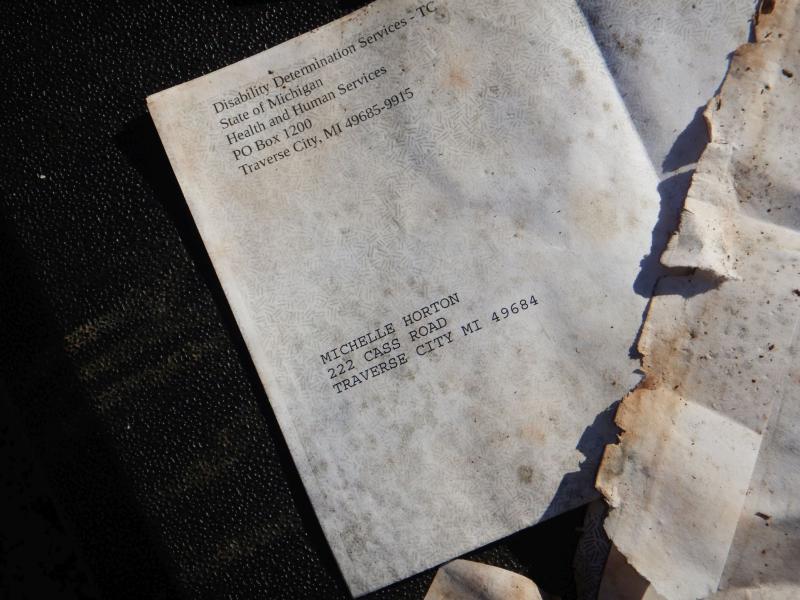 Disability Determination Services - TC
State of Michigan
Health and Human Services
PO Box 1200
Traverse City, MI 49685-9915
MICHELLE HORTON
222 CASS ROAD
TRAVERSE CITY MI 49684